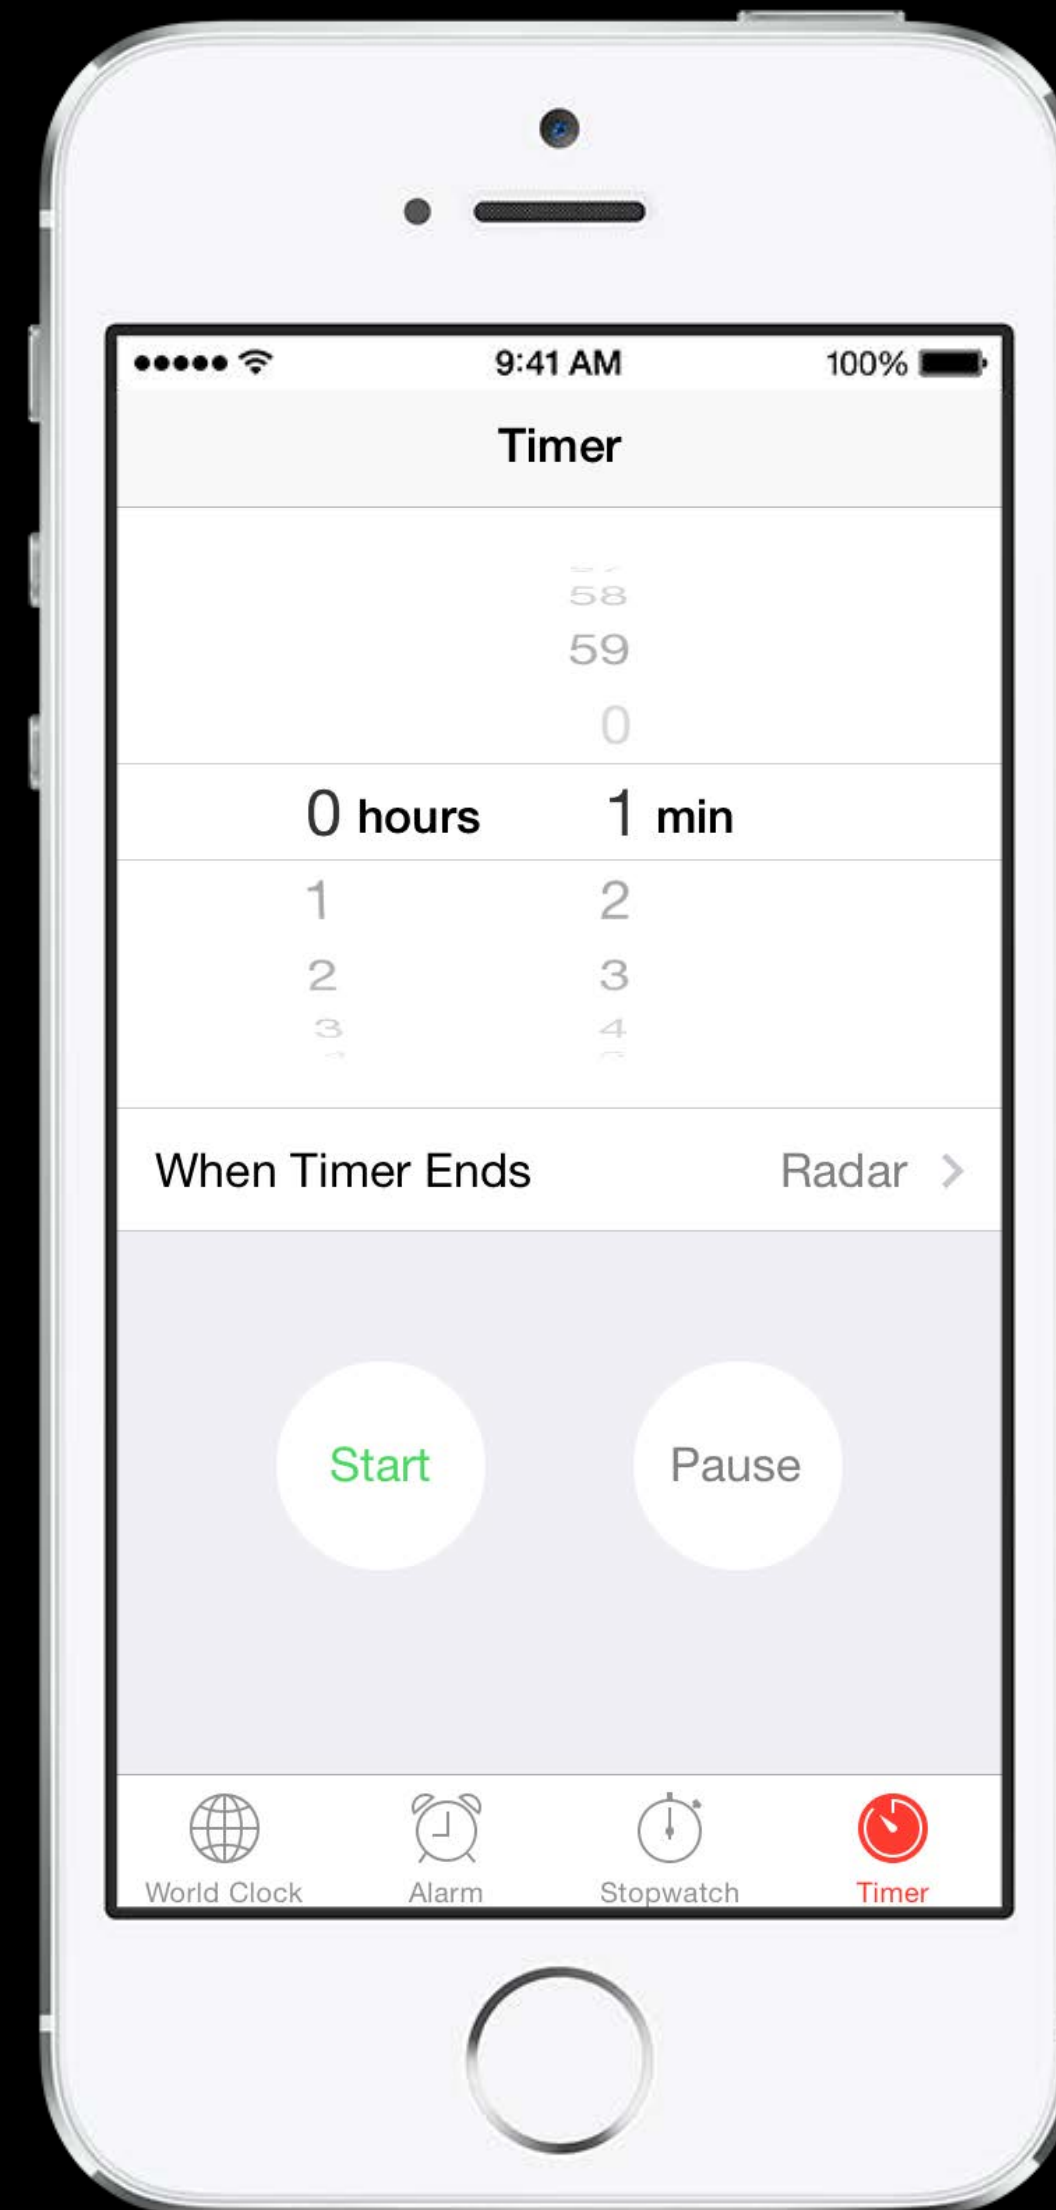 9:41 AM 100%
Timer
58
59
0
0 hours 1 min
1 2
2 3
3 4
When Timer Ends Radar
Start Pause
World Clock Alarm Stopwatch Timer